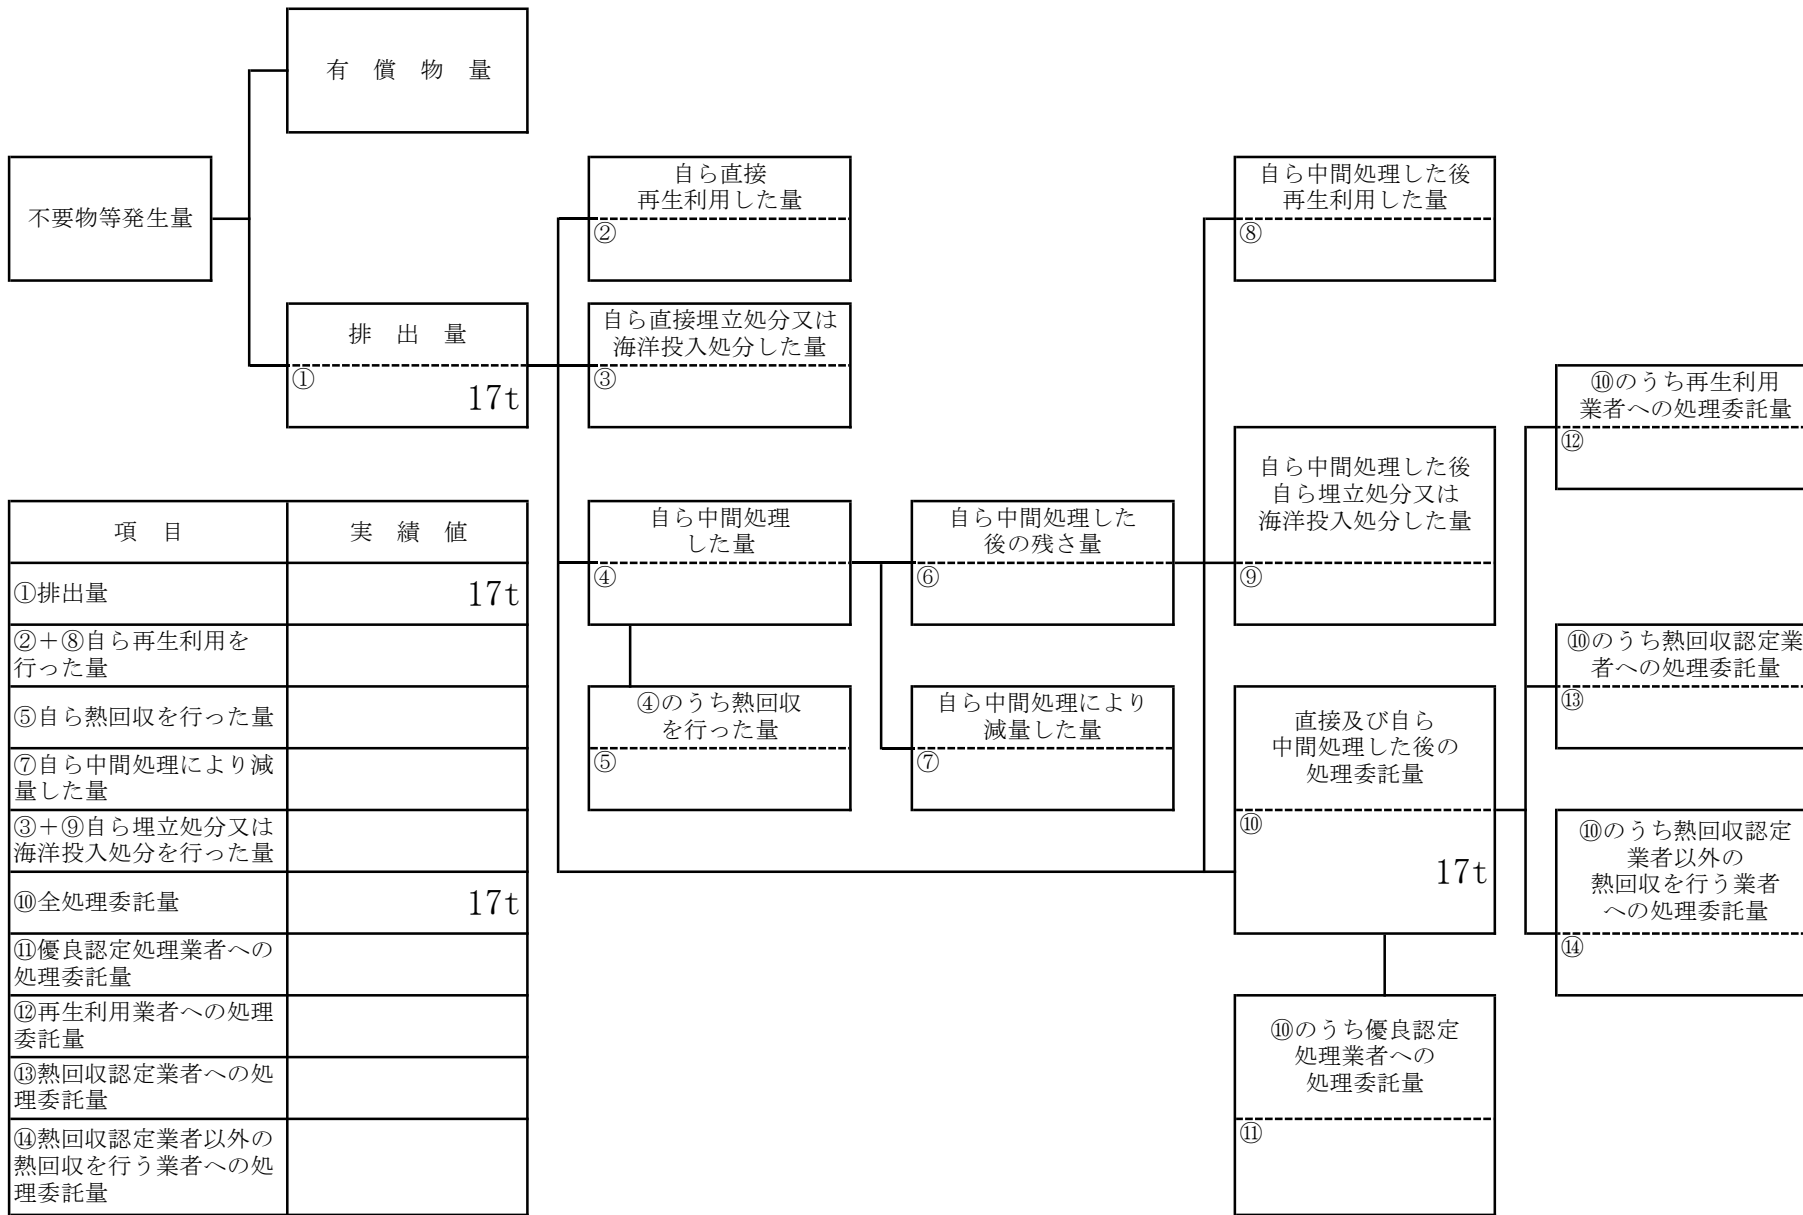 有　償　物　量
不要物等発生量
自ら直接
再生利用した量
②
自ら中間処理した後
再生利用した量
⑧
排　出　量
①
17t
自ら直接埋立処分又は
海洋投入処分した量
③
⑩のうち再生利用
業者への処理委託量
⑫
自ら中間処理した後
自ら埋立処分又は
海洋投入処分した量
⑨
自ら中間処理
した量
④
自ら中間処理した
後の残さ量
⑥
⑩のうち熱回収認定業
者への処理委託量
⑬
④のうち熱回収
を行った量
⑤
自ら中間処理により
減量した量
⑦
直接及び自ら
中間処理した後の
処理委託量
⑩
17t
⑩のうち熱回収認定
業者以外の
熱回収を行う業者
への処理委託量
⑭
⑩のうち優良認定
処理業者への
処理委託量
⑪
項　目
実　績　値
①排出量
17t
②＋⑧自ら再生利用を
行った量
⑤自ら熱回収を行った量
⑦自ら中間処理により減
量した量
③＋⑨自ら埋立処分又は
海洋投入処分を行った量
⑩全処理委託量
17t
⑪優良認定処理業者への
処理委託量
⑫再生利用業者への処理
委託量
⑬熱回収認定業者への処
理委託量
⑭熱回収認定業者以外の
熱回収を行う業者への処
理委託量